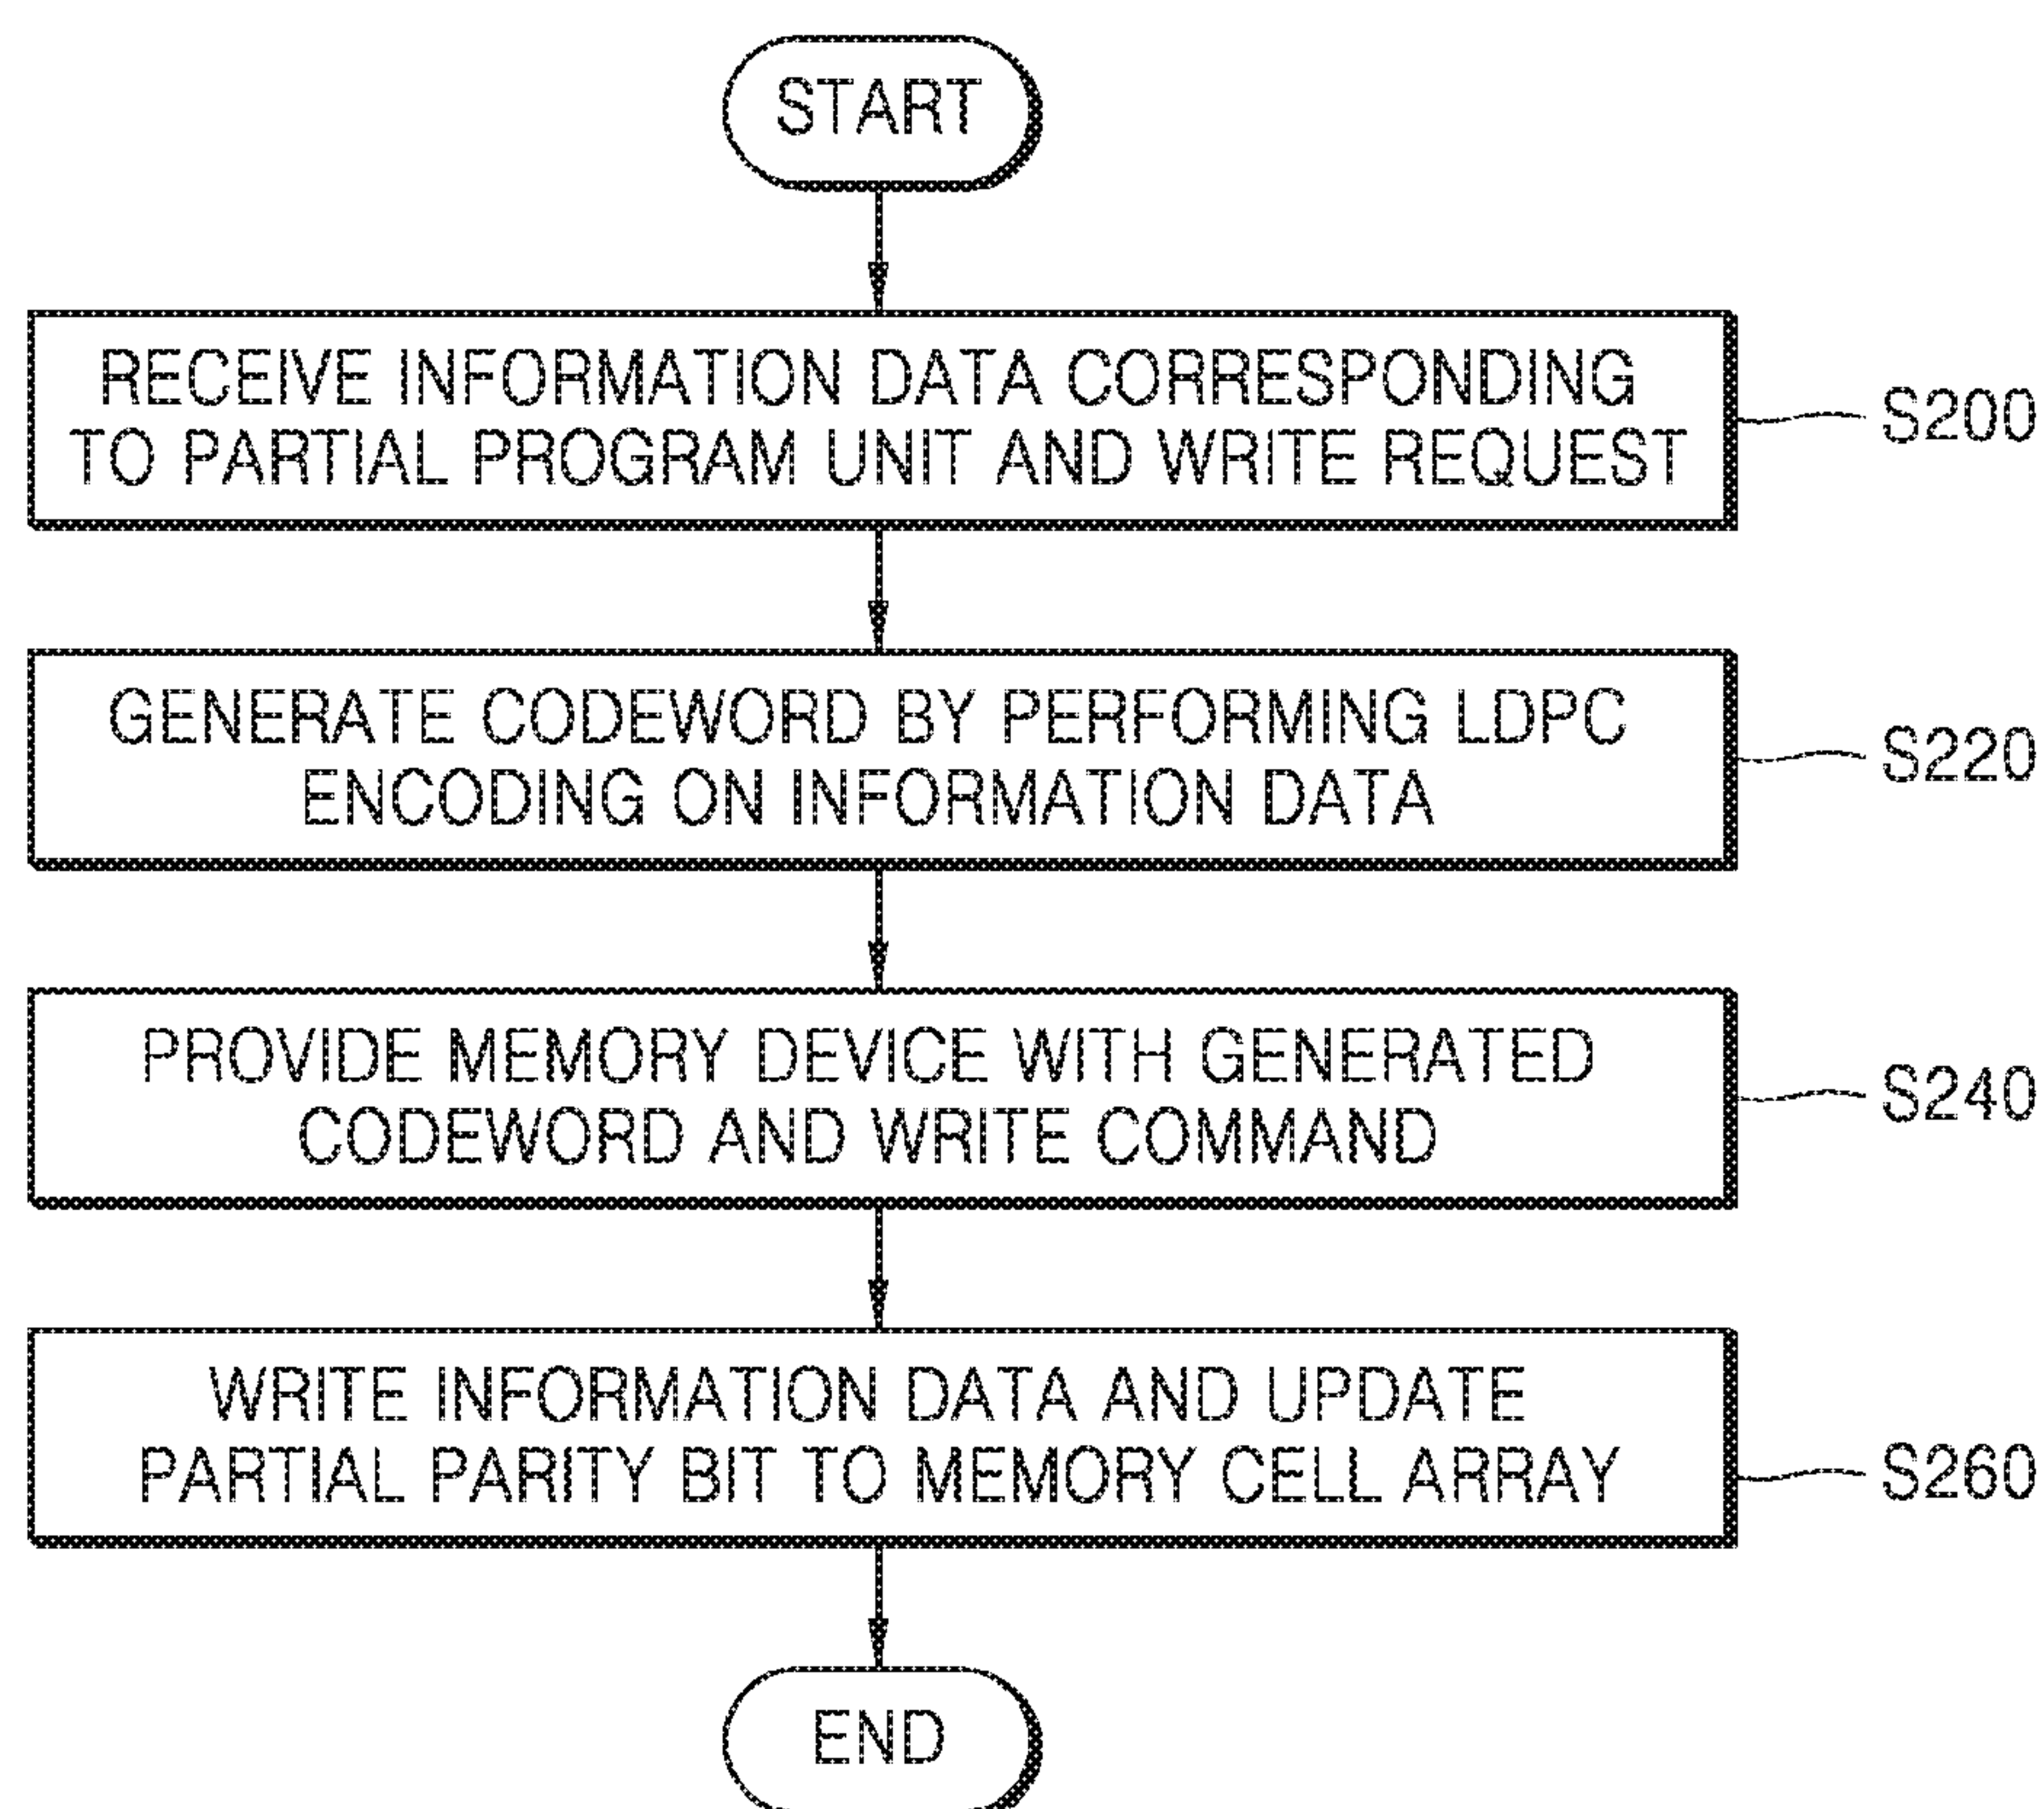 START
RECEIVE INFORMATION DATA CORRESPONDING
TO PARTIAL PROGRAM UNIT AND WRITE REQUEST
S200
GENERATE CODEWORD BY PERFORMING LDPC
ENCODING ON INFORMATION DATA
S220
PROVIDE MEMORY DEVICE WITH GENERATED
CODEWORD AND WRITE COMMAND
S240
WRITE INFORMATION DATA AND UPDATE
PARTIAL PARITY BIT TO MEMORY CELL ARRAY
S260
END